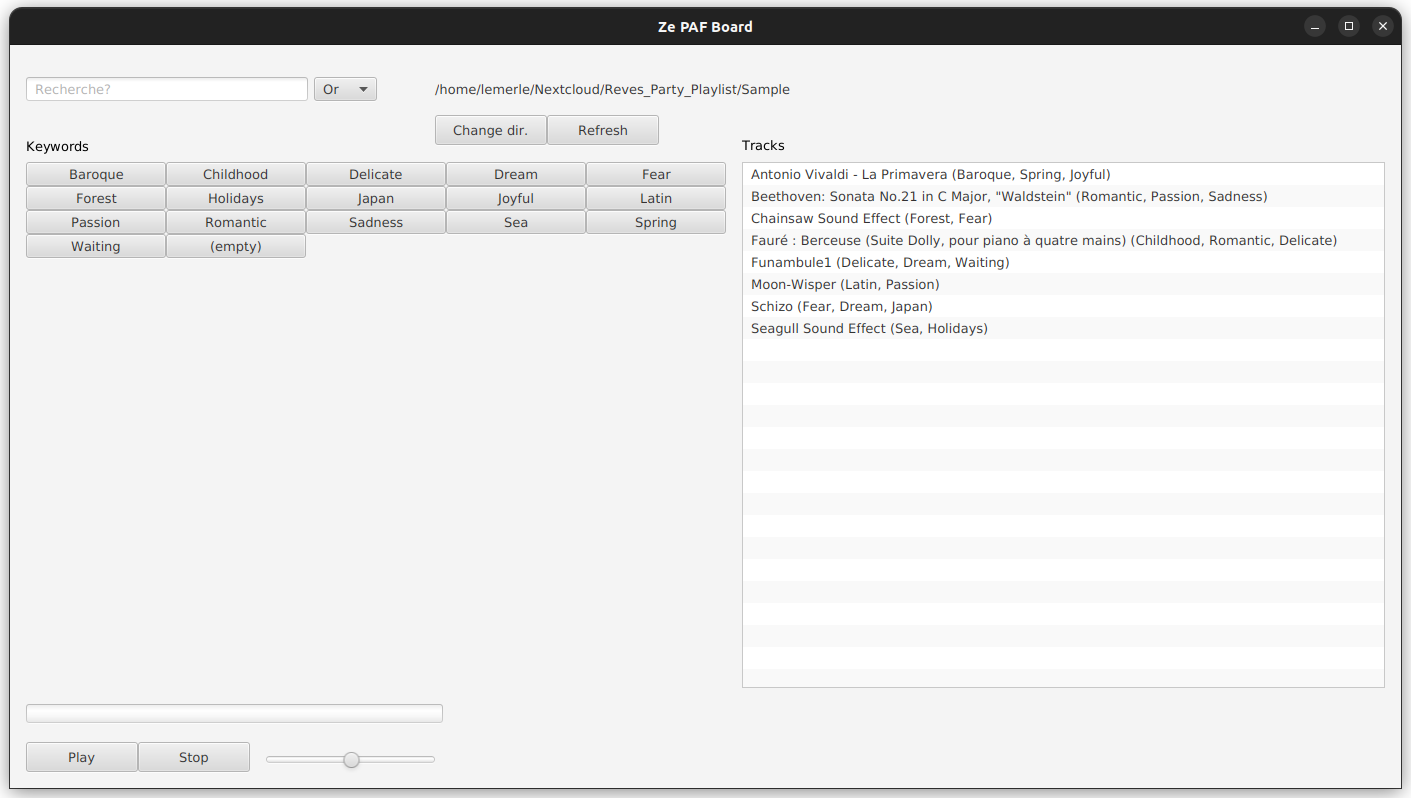 Ze PAF Board
Recherche?
Or
/home/lemerle/Nextcloud/Reves_Party_Playlist/Sample
Change dir.
Refresh
Keywords
Baroque Childhood Delicate Dream Fear
Forest Holidays Japan Joyful Latin
Passion Romantic Sadness Sea Spring
Waiting (empty)
Tracks
Antonio Vivaldi - La Primavera (Baroque, Spring, Joyful)
Beethoven: Sonata No.21 in C Major, "Waldstein" (Romantic, Passion, Sadness)
Chainsaw Sound Effect (Forest, Fear)
Fauré : Berceuse (Suite Dolly, pour piano à quatre mains) (Childhood, Romantic, Delicate)
Funambule1 (Delicate, Dream, Waiting)
Moon-Wisper (Latin, Passion)
Schizo (Fear, Dream, Japan)
Seagull Sound Effect (Sea, Holidays)
Play
Stop